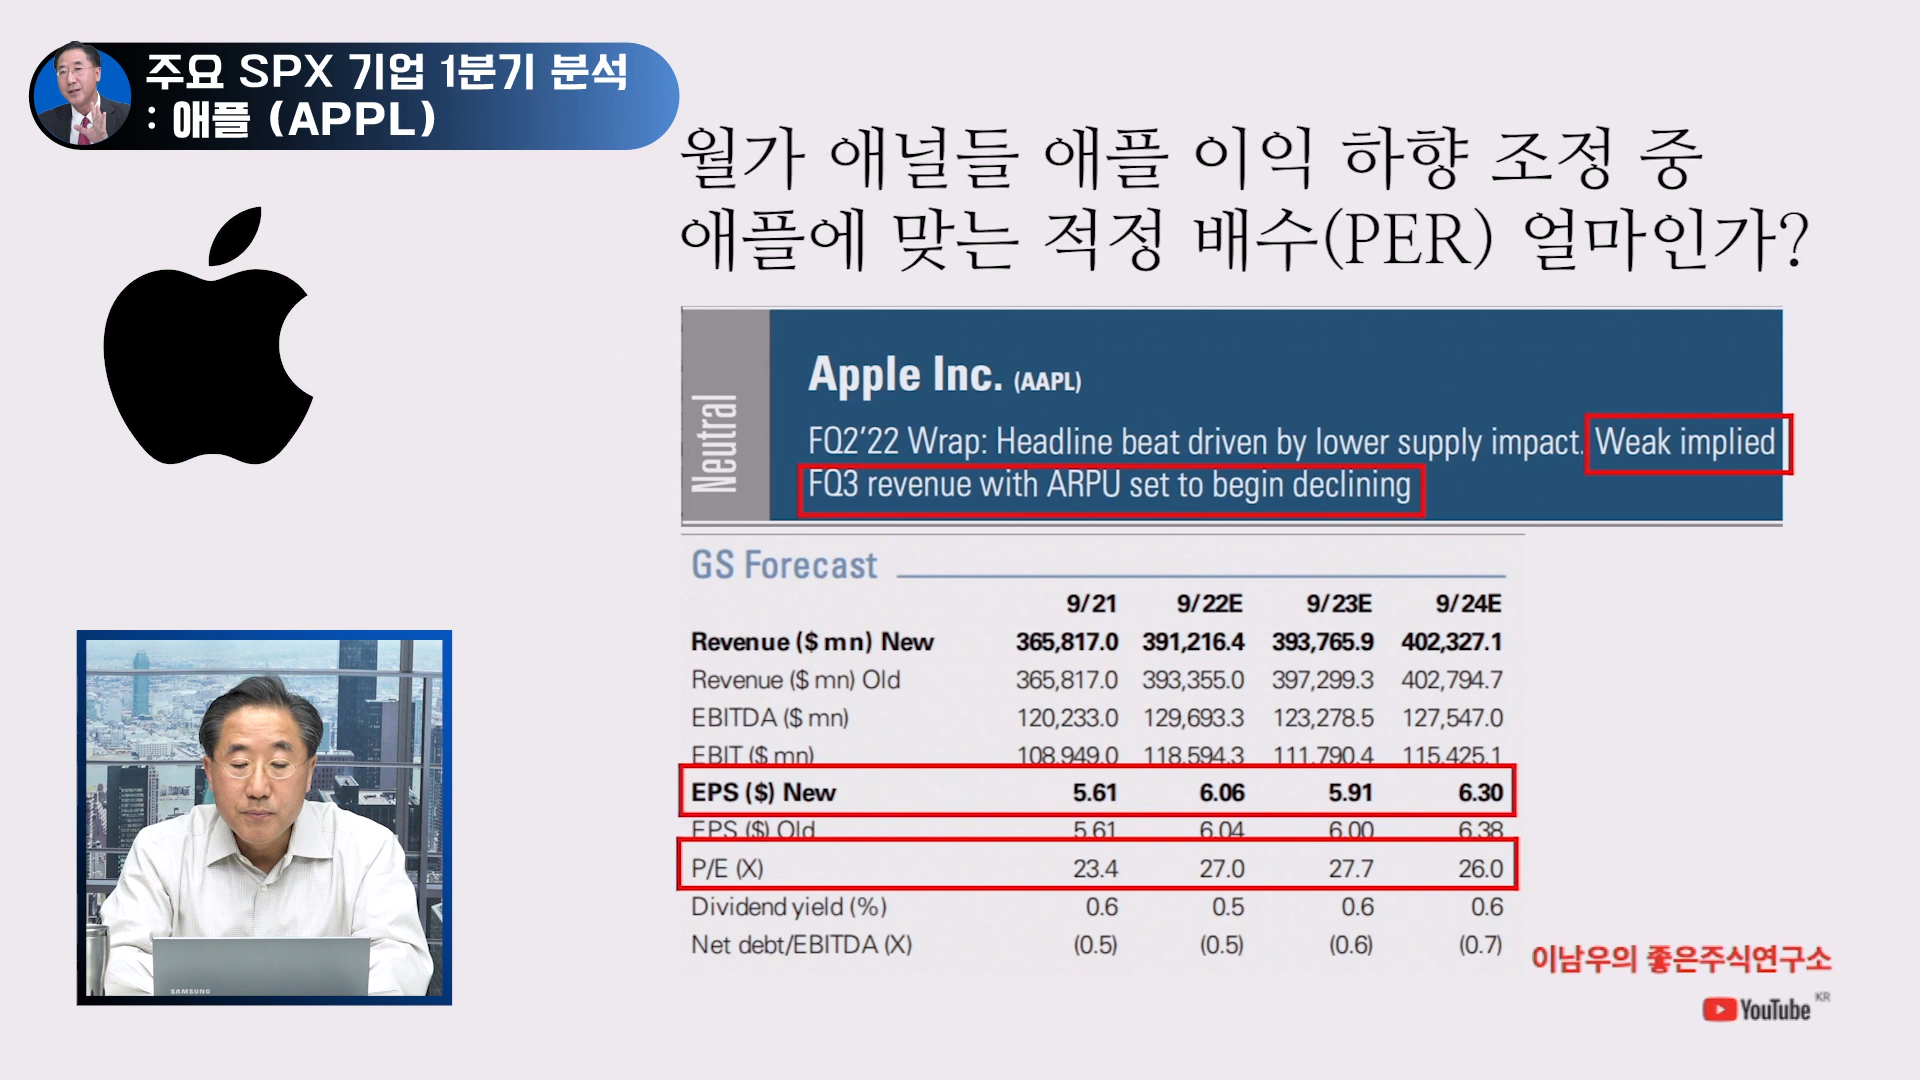 주요 SPX 기업 1분기 분석
: 애플 (APPL)
월가 애널들 애플 이익 하향 조정 중
애플에 맞는 적정 배수(PER) 얼마인가?
Neutral
Apple Inc. (AAPL)
FQ2'22 Wrap: Headline beat driven by lower supply impact. Weak implied
FQ3 revenue with ARPU set to begin declining
GS Forecast
9/21 9/22E 9/23E 9/24E
Revenue ($ mn) New 365,817.0 391,216.4 393,765.9 402,327.1
Revenue ($ mn) Old 365,817.0 393,355.0 397,299.3 402,794.7
EBITDA ($ mn) 120,233.0 129,693.3 123,278.5 127,547.0
EBIT ($ mn) 108,949.0 118,594.3 111,790.4 115,425.1
EPS ($) New 5.61 6.06 5.91 6.30
EPS ($) Old 5.61 6.04 6.00 6.38
P/E (X) 23.4 27.0 27.7 26.0
Dividend yield (%) 0.6 0.5 0.6 0.6
Net debt/EBITDA (X) (0.5) (0.5) (0.6) (0.7)
SAMSUNG
이남우의 좋은주식연구소
YouTube KR